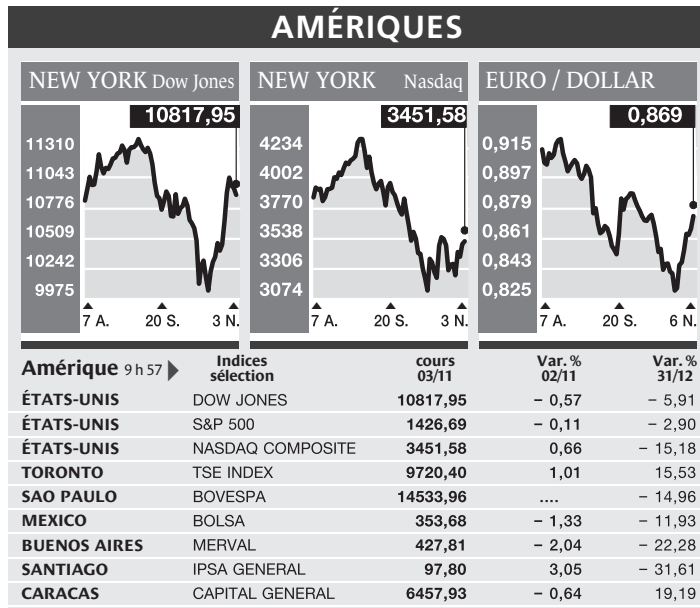 AMÉRIQUES
NEW YORK Dow Jones
10817,95
11310
11043
10776
10509
10242
9975
7 A. 20 S. 3 N.
NEW YORK Nasdaq
3451,58
4234
4002
3770
3538
3306
3074
7 A. 20 S. 3 N.
EURO / DOLLAR
0,869
0,915
0,897
0,879
0,861
0,843
0,825
7 A. 20 S. 6 N.
Amérique 9 h 57 Indices sélection cours 03/11 Var. % 02/11 Var. % 31/12
ÉTATS-UNIS DOW JONES 10817,95 – 0,57 – 5,91
ÉTATS-UNIS S&P 500 1426,69 – 0,11 – 2,90
ÉTATS-UNIS NASDAQ COMPOSITE 3451,58 0,66 – 15,18
TORONTO TSE INDEX 9720,40 1,01 15,53
SAO PAULO BOVESPA 14533,96 .... – 14,96
MEXICO BOLSA 353,68 – 1,33 – 11,93
BUENOS AIRES MERVAL 427,81 – 2,04 – 22,28
SANTIAGO IPSA GENERAL 97,80 3,05 – 31,61
CARACAS CAPITAL GENERAL 6457,93 – 0,64 19,19